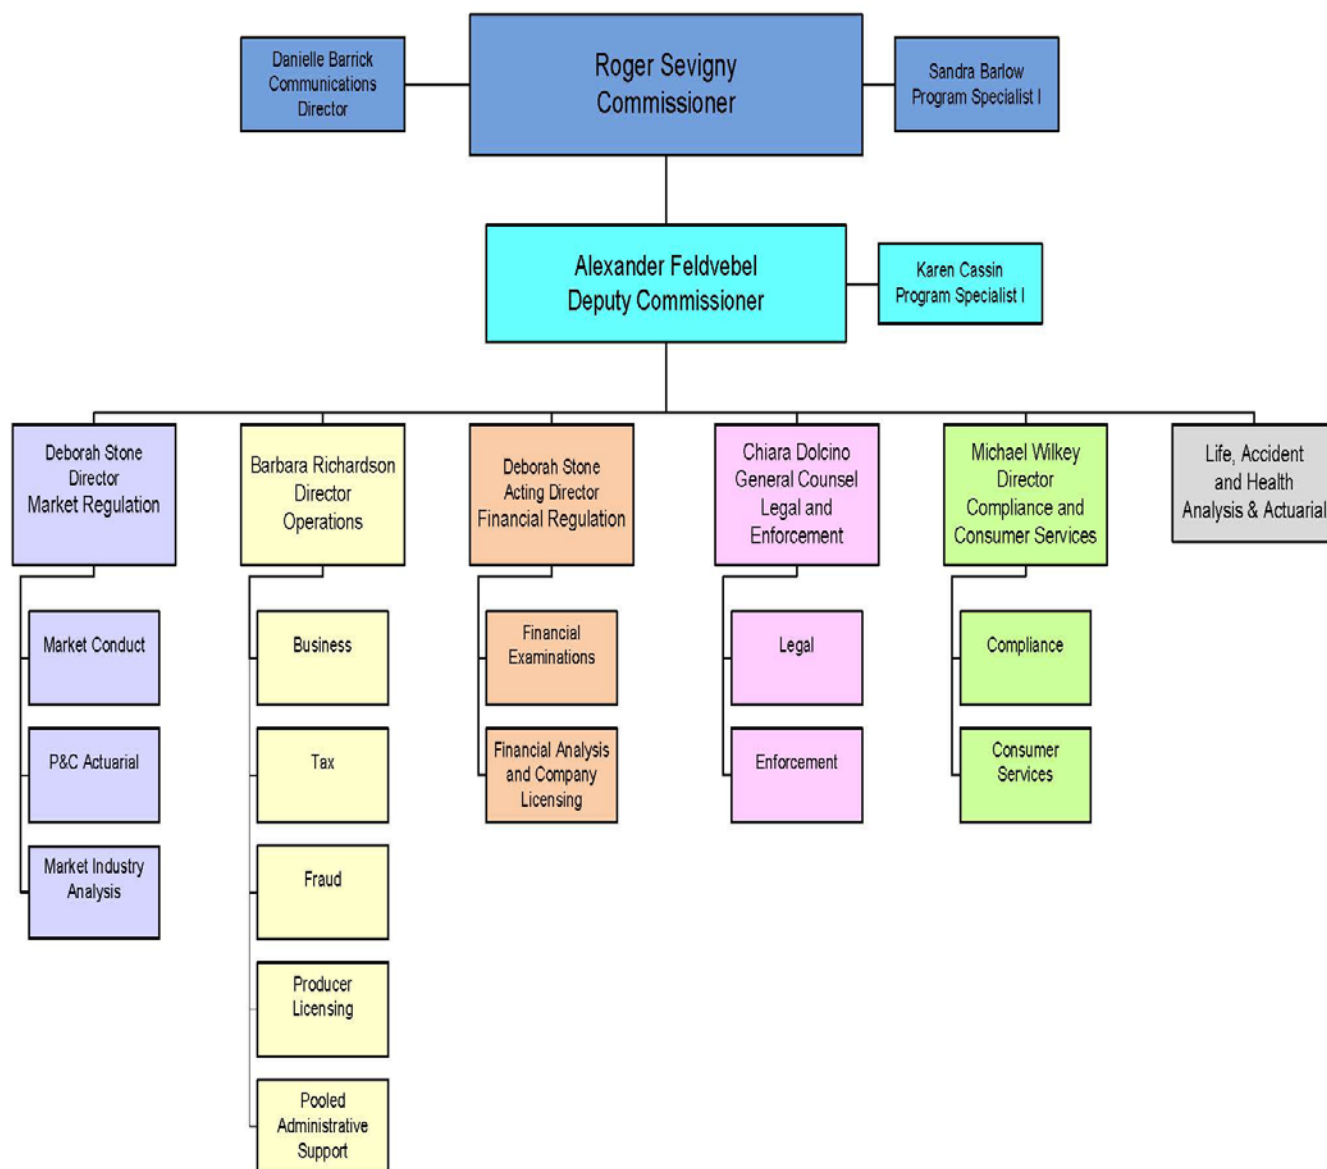 Danielle Barrick
Communications
Director
Roger Sevigny
Commissioner
Sandra Barlow
Program Specialist I
Alexander Feldvebel
Deputy Commissioner
Karen Cassin
Program Specialist I
Deborah Stone
Director
Market Regulation
Barbara Richardson
Director
Operations
Deborah Stone
Acting Director
Financial Regulation
Chiara Dolcino
General Counsel
Legal and
Enforcement
Michael Wilkey
Director
Compliance and
Consumer Services
Life, Accident
and Health
Analysis & Actuarial
Market Conduct
P&C Actuarial
Market Industry
Analysis
Business
Tax
Fraud
Producer
Licensing
Pooled
Administrative
Support
Financial
Examinations
Financial Analysis
and Company
Licensing
Legal
Enforcement
Compliance
Consumer
Services